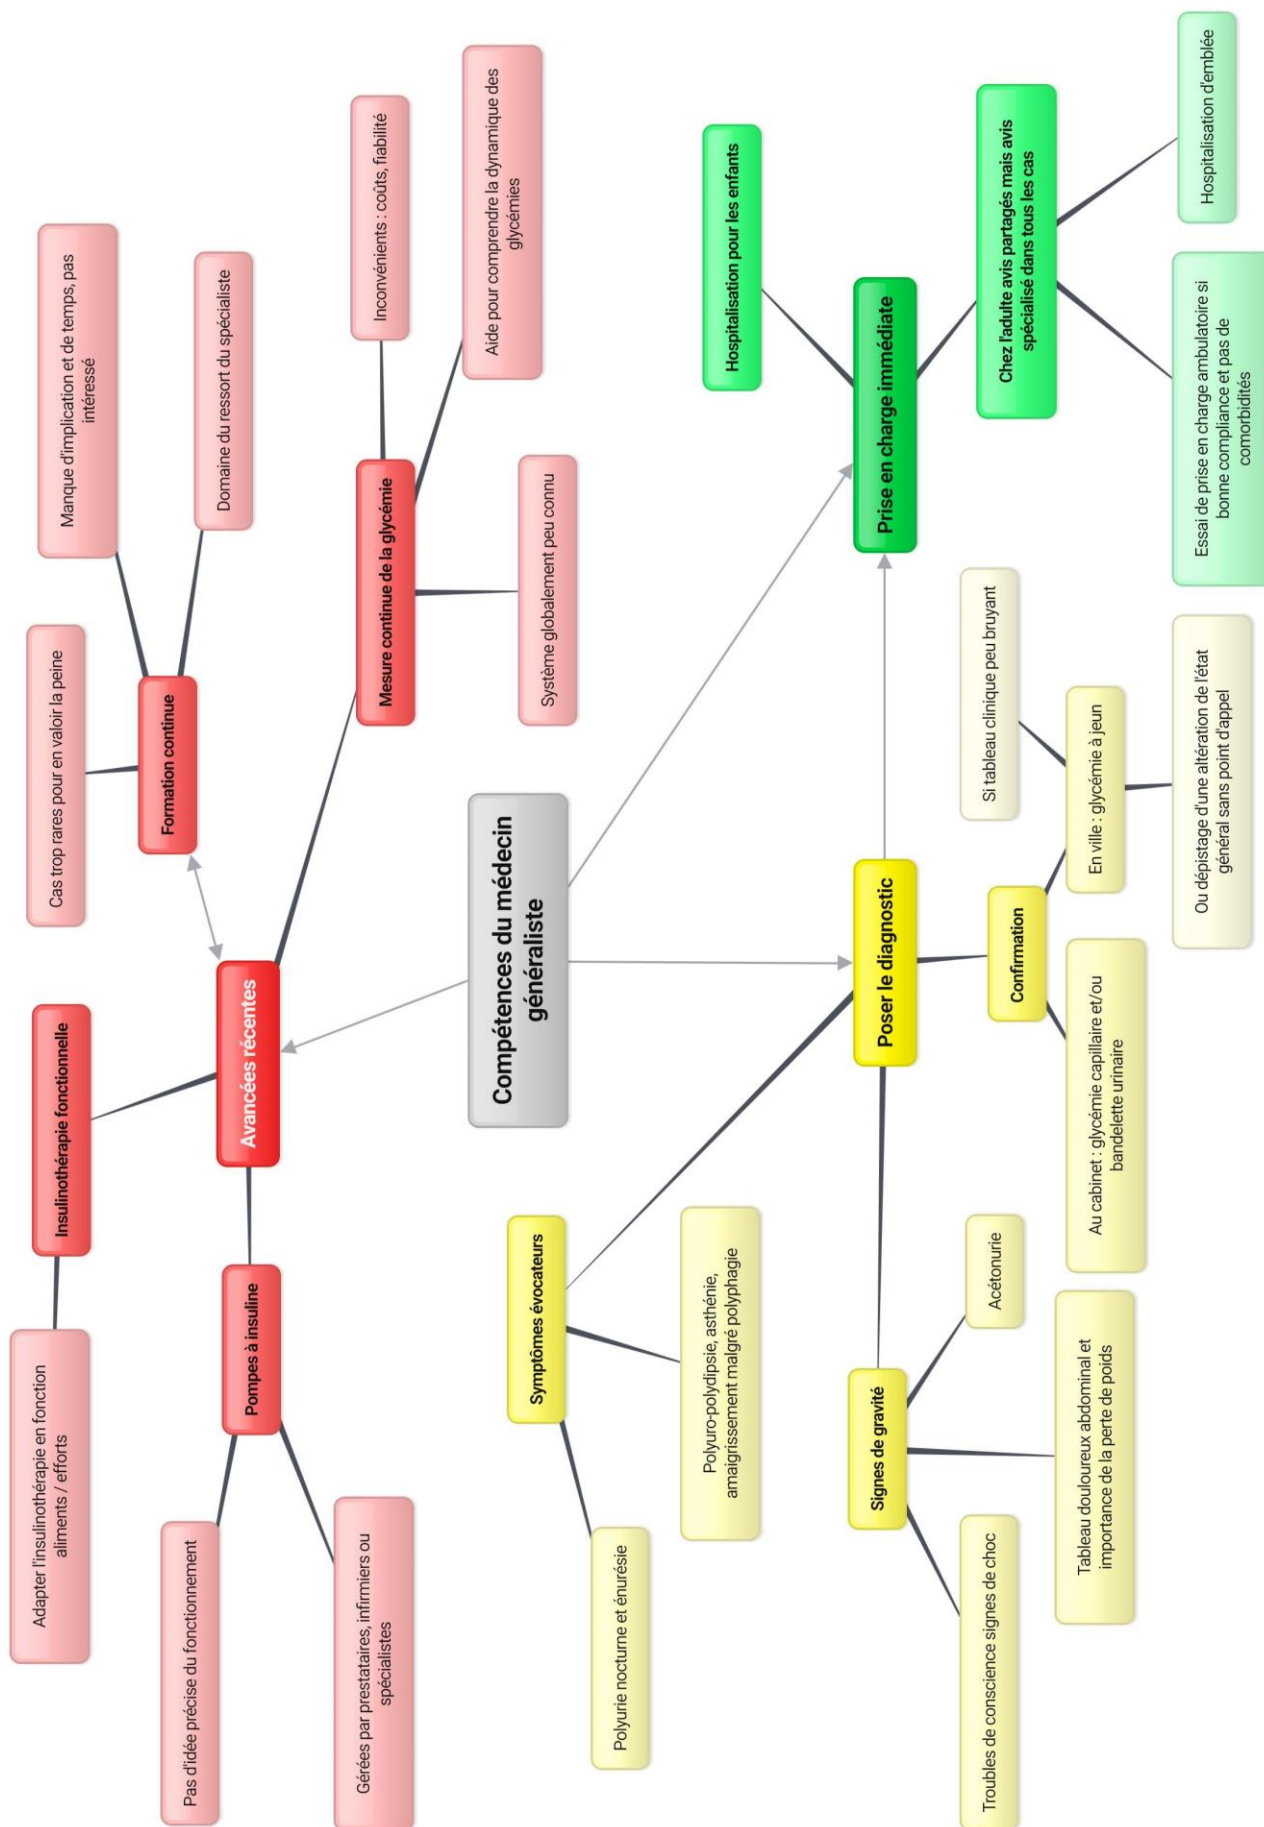 Adapter l'insulinothérapie en fonction
aliments / efforts
Insulinothérapie fonctionnelle
Pas d'idée précise du fonctionnement
Gérées par prestataires, infirmiers ou
spécialistes
Pompes à insuline
Avancées récentes
Cas trop rares pour en valoir la peine
Manque d'implication et de temps, pas
intéressé
Domaine du ressort du spécialiste
Formation continue
Mesure continue de la glycémie
Inconvénients : coûts, fiabilité
Aide pour comprendre la dynamique des
glycémies
Système globalement peu connu
Compétences du médecin
généraliste
Symptômes évocateurs
Polyurie nocturne et énurésie
Polyuro-polydipsie, asthénie,
amaigrissement malgré polyphagie
Poser le diagnostic
Signes de gravité
Troubles de conscience signes de choc
Tableau douloureux abdominal et
importance de la perte de poids
Acétonurie
Confirmation
Au cabinet : glycémie capillaire et/ou
bandelette urinaire
En ville : glycémie à jeun
Si tableau clinique peu bruyant
Ou dépistage d'une altération de l'état
général sans point d'appel
Prise en charge immédiate
Hospitalisation pour les enfants
Chez l'adulte avis partagés mais avis
spécialisé dans tous les cas
Essai de prise en charge ambulatoire si
bonne compliance et pas de
comorbidités
Hospitalisation d'emblée